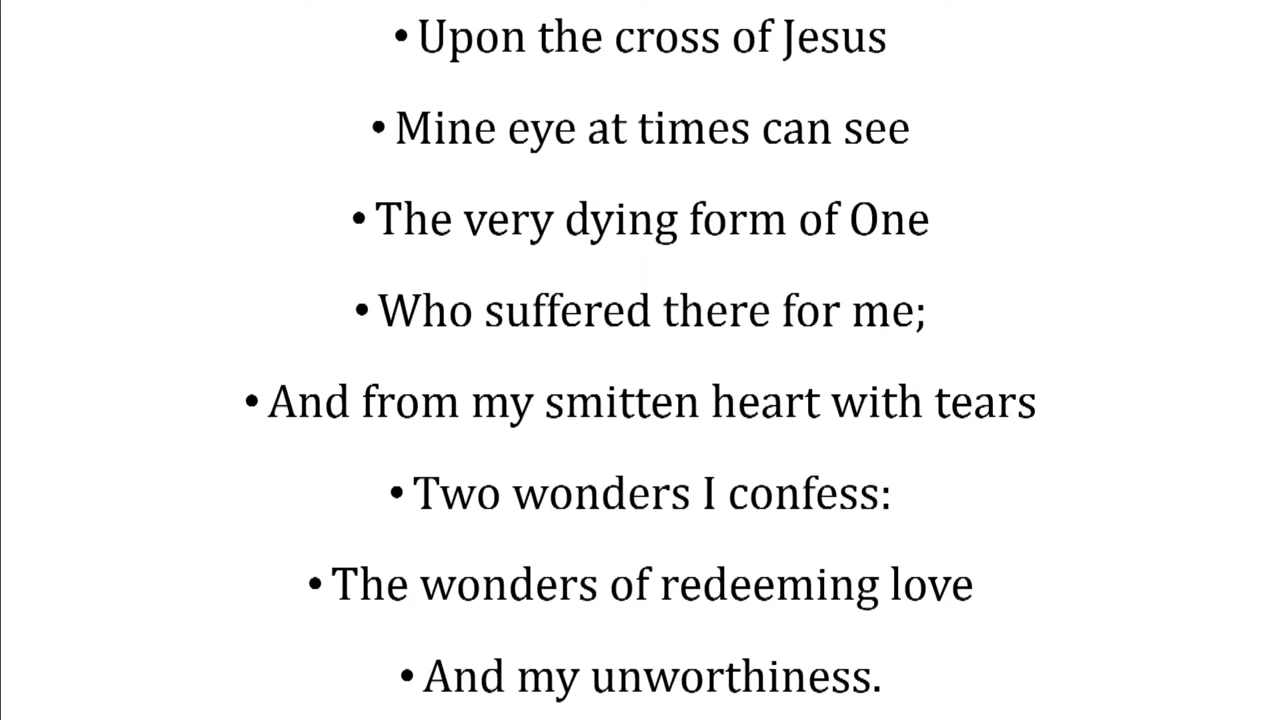 • Upon the cross of Jesus
• Mine eye at times can see
• The very dying form of One
• Who suffered there for me;
• And from my smitten heart with tears
• Two wonders I confess:
• The wonders of redeeming love
• And my unworthiness.